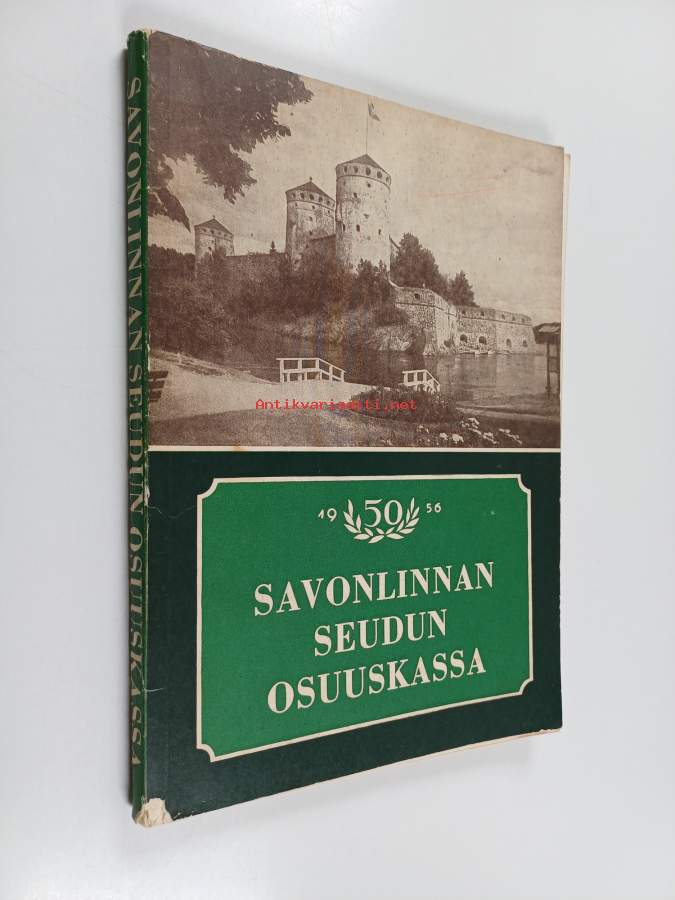 SAVONLINNAN SEUDUN OSUUSKASSA
Antikvariaatti.net
19 50 56
SAVONLINNAN
SEUDUN
OSUUSKASSA